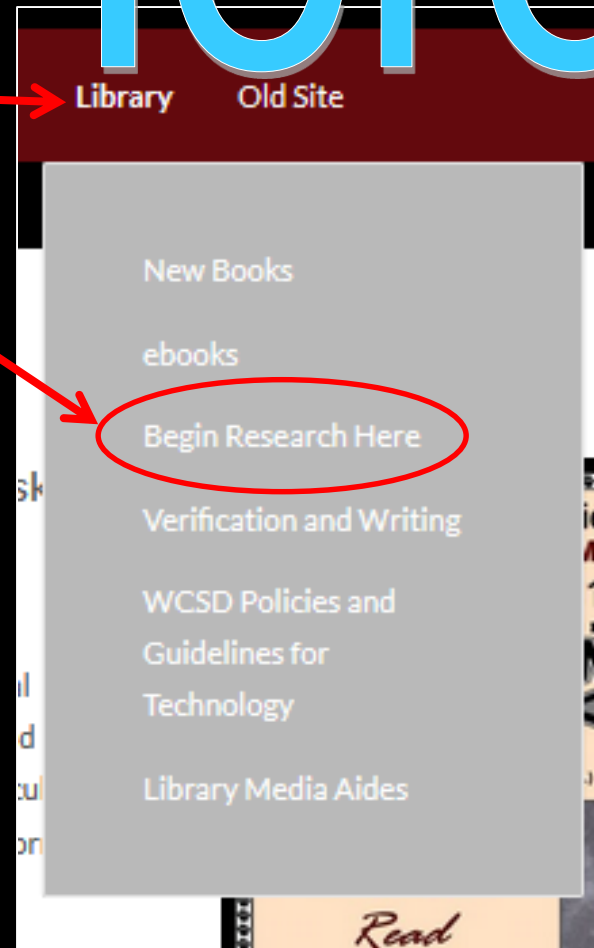 Library Old Site
New Books
ebooks
Begin Research Here
Verification and Writing
WCSD Policies and
Guidelines for
Technology
Library Media Aides
Read